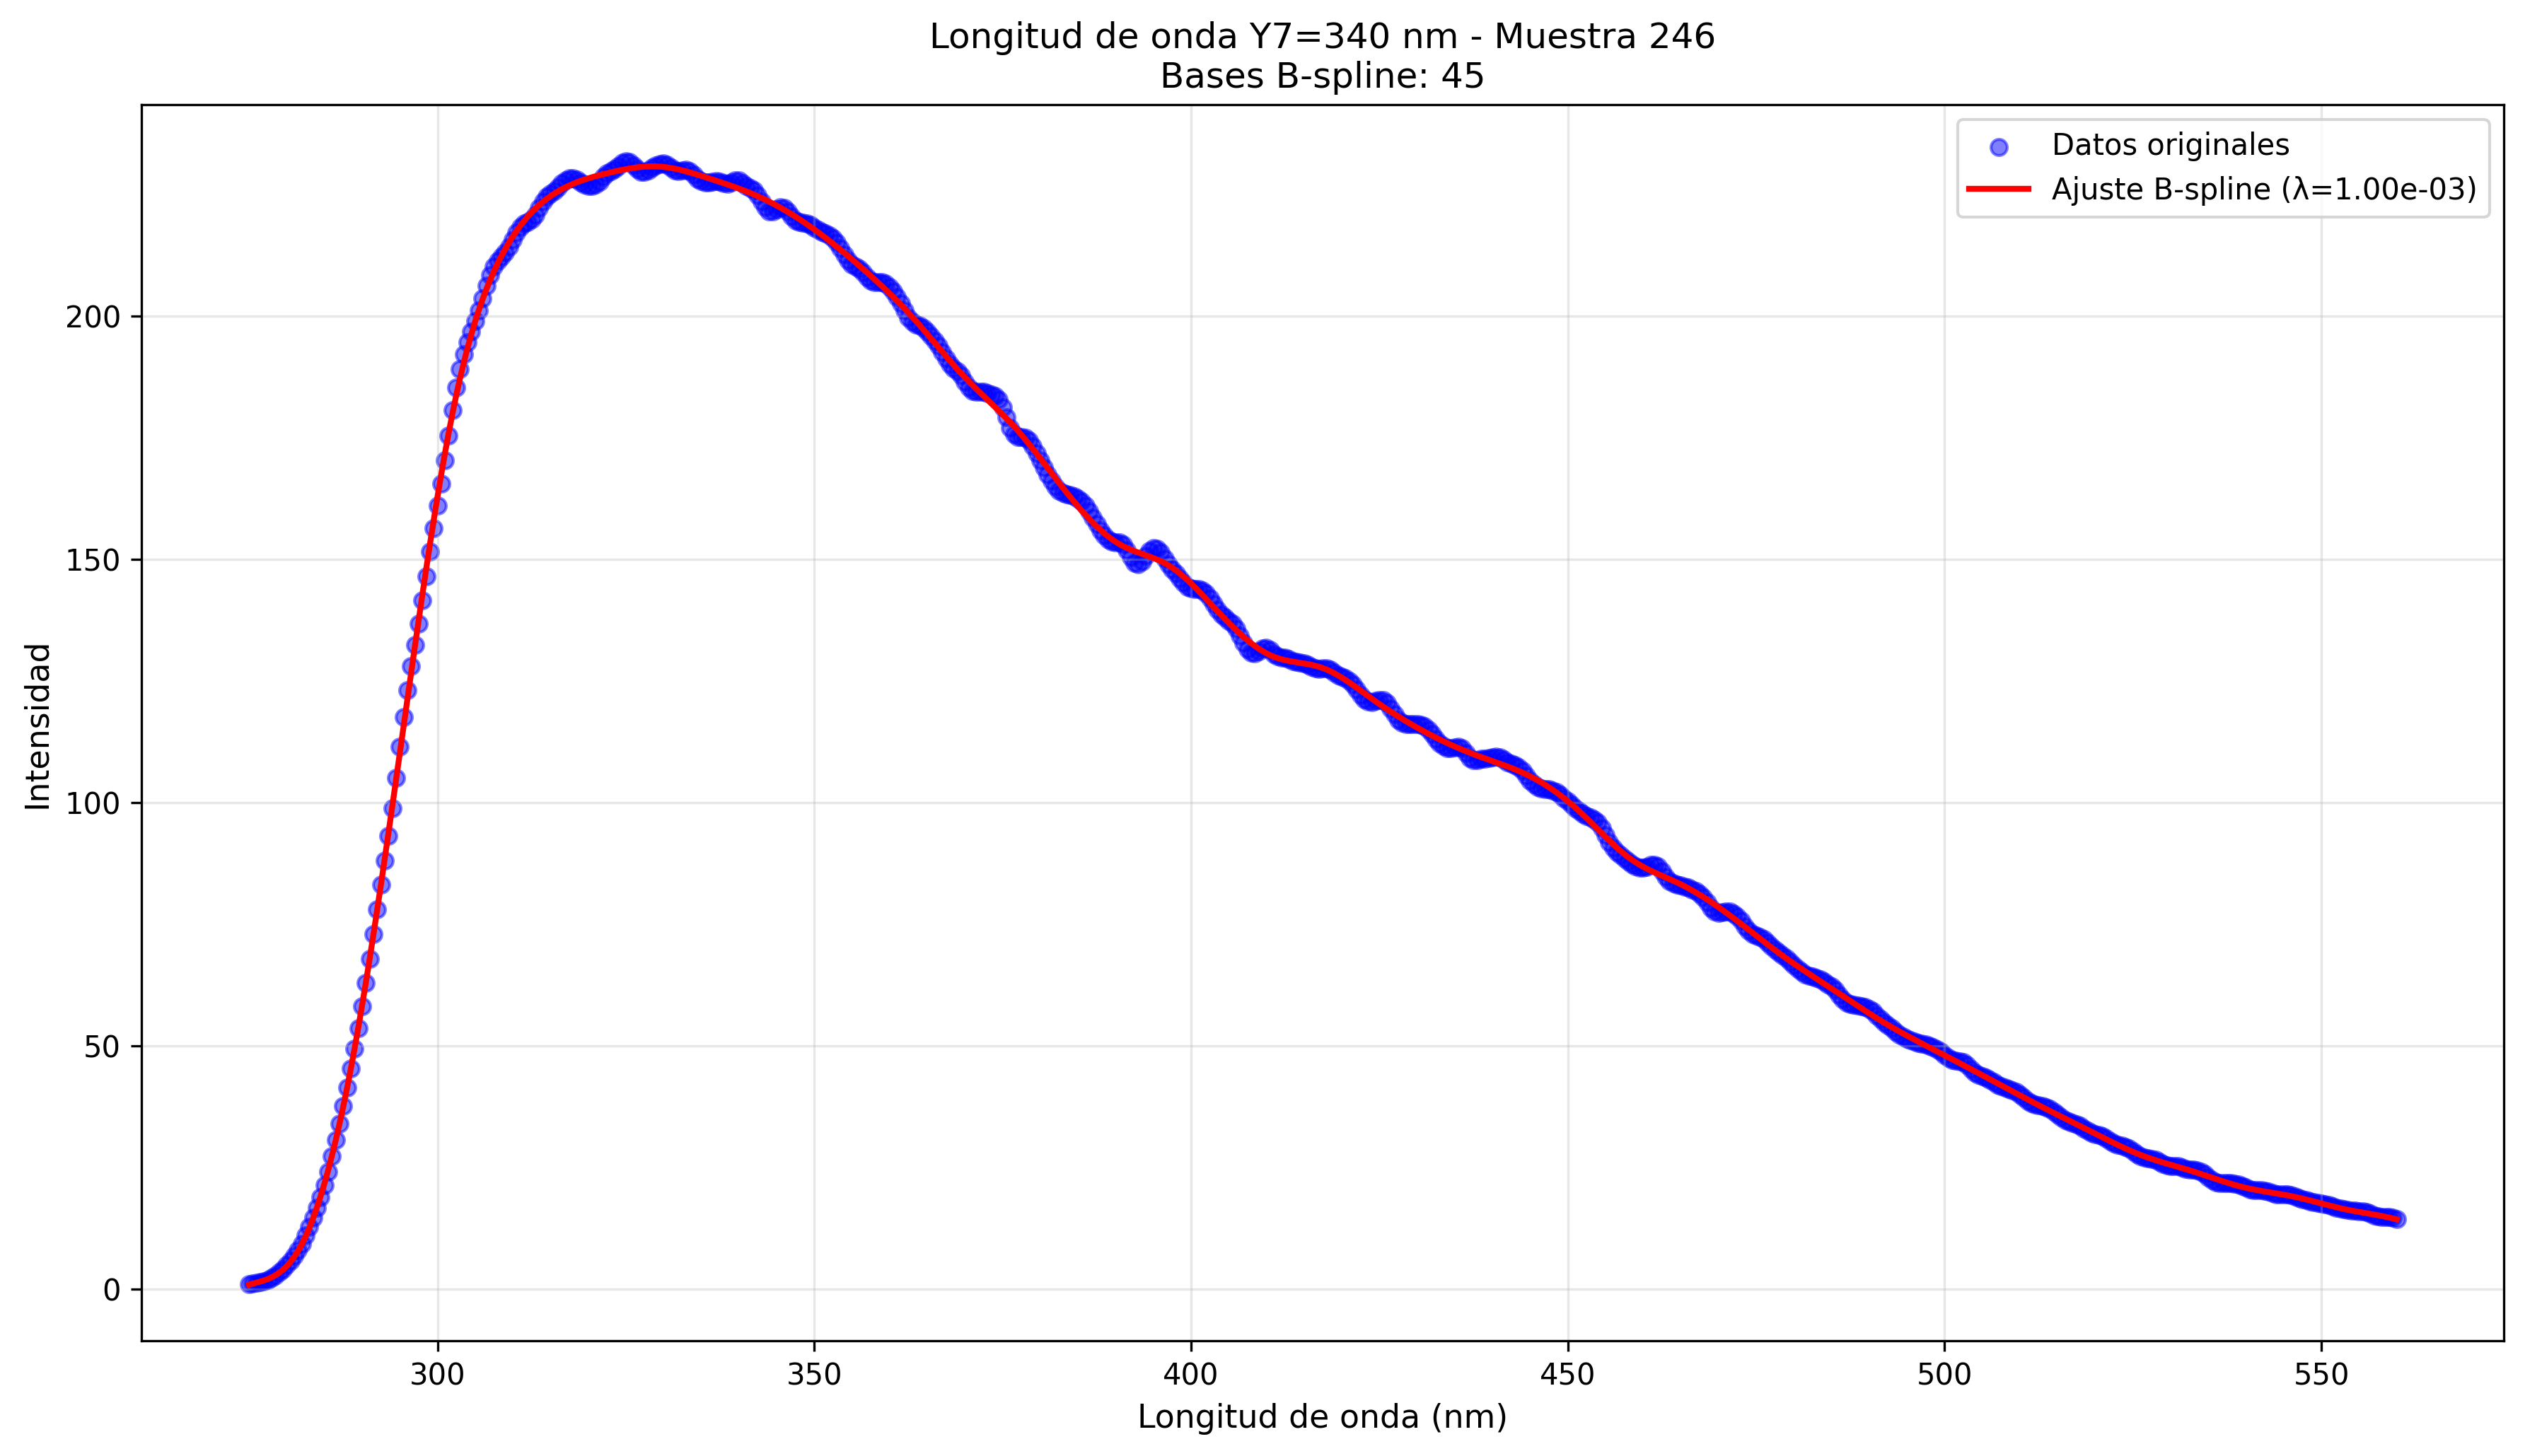 Longitud de onda Y7=340 nm - Muestra 246
Bases B-spline: 45
Datos originales
Ajuste B-spline (λ=1.00e-03)
Intensidad
200
150
100
50
0
300
350
400
450
500
550
Longitud de onda (nm)